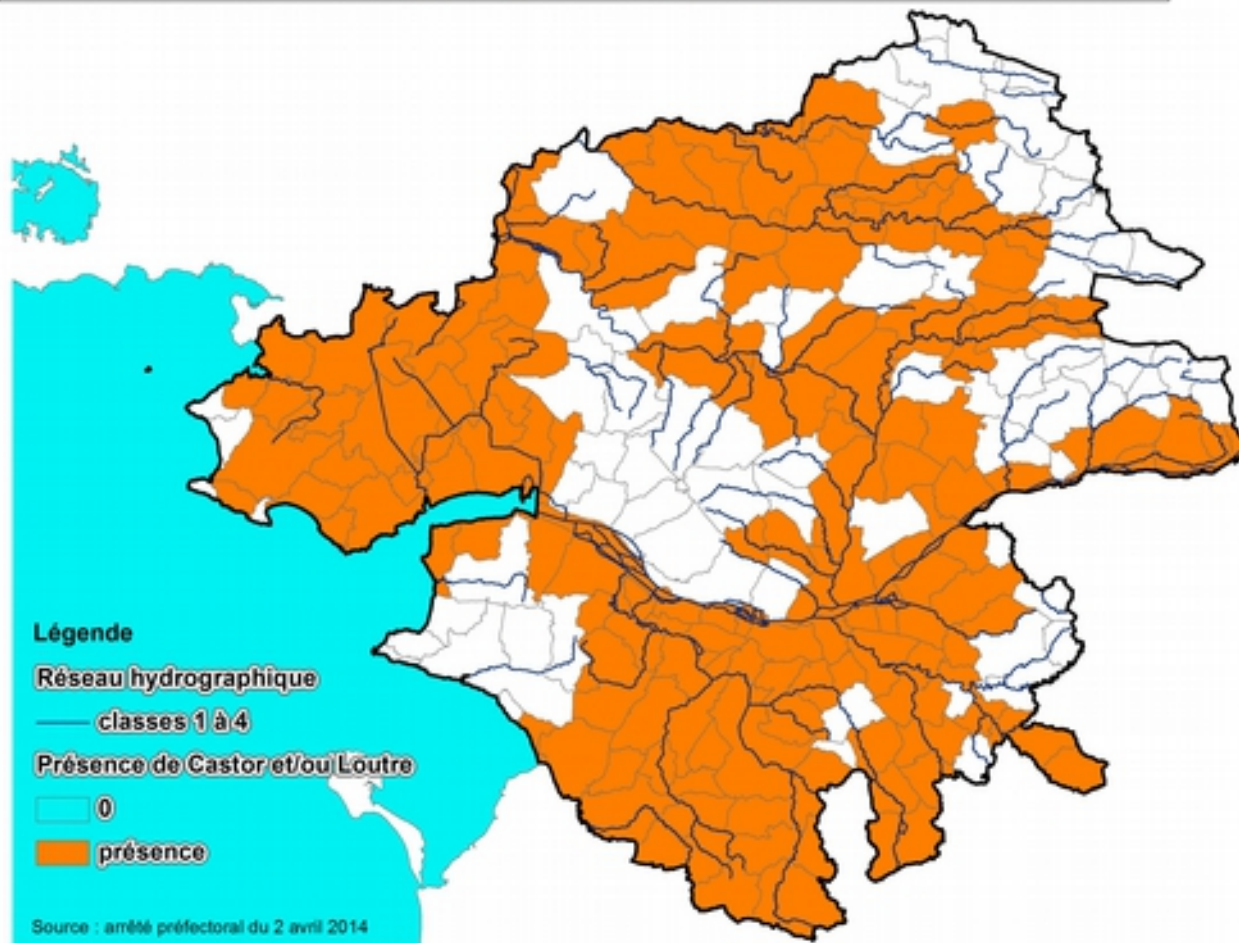 Légende
Réseau hydrographique
classes 1 à 4
Présence de Castor et/ou Loutre
0
présence
Source : arrêté préfectoral du 2 avril 2014